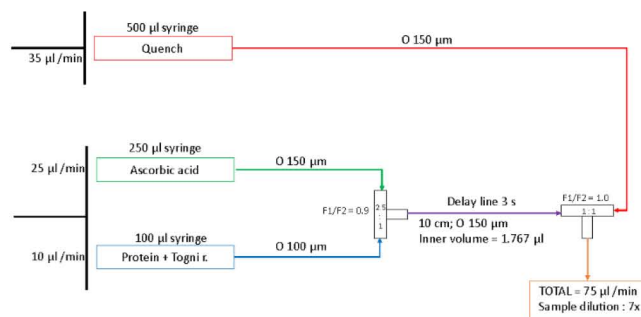 500 µl syringe
Quench
35 µl/min
O 150 µm
250 µl syringe
25 µl/min
Ascorbic acid
O 150 µm
100 µl syringe
10 µl/min
Protein + Togni r.
O 100 µm
F1/F2 = 0.9
2.5
:
1
Delay line 3 s
10 cm; O 150 µm
Inner volume = 1.767 µl
F1/F2 = 1.0
1 : 1
TOTAL = 75 µl/min
Sample dilution : 7x